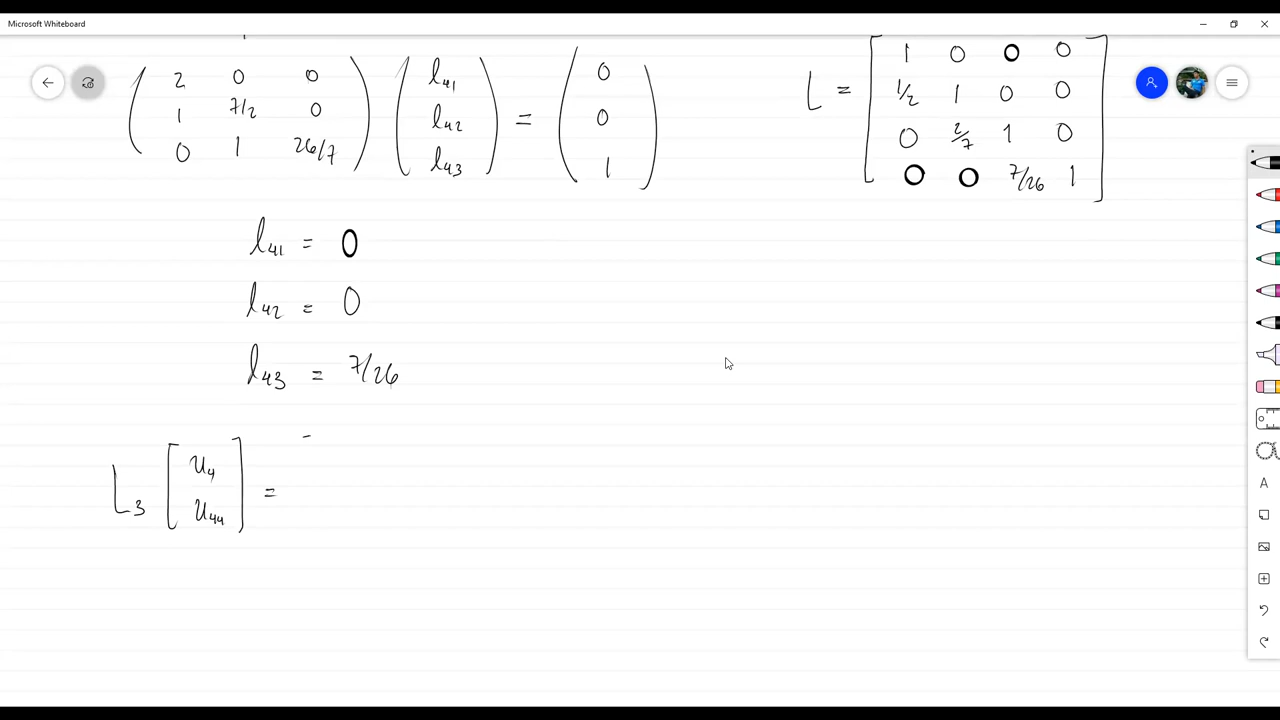 Microsoft Whiteboard
2 0 0
1 7/2 0
0 1 26/7
l41
l42
l43
=
0
0
1
L =
1 0 0 0
1/2 1 0 0
0 2/7 1 0
0 0 7/26 1
l41 = 0
l42 = 0
l43 = 7/26
L3 [ u4 u44 ] =
A